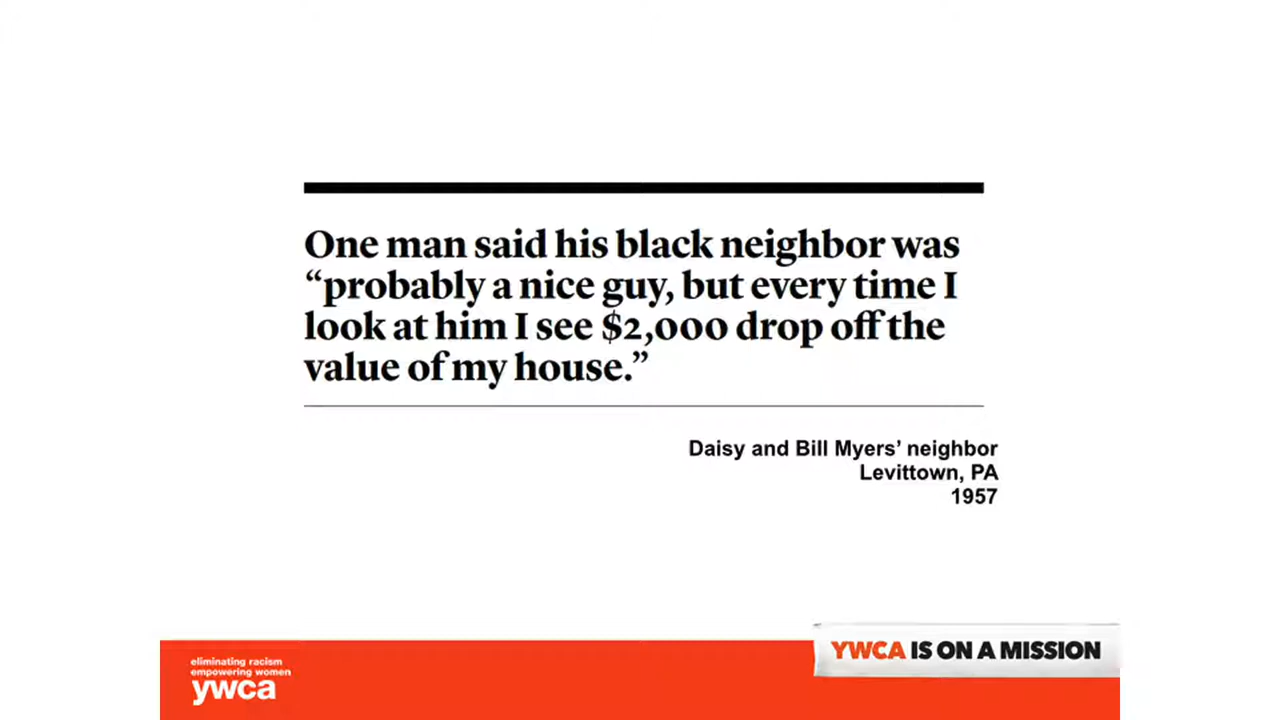 One man said his black neighbor was
“probably a nice guy, but every time I
look at him I see $2,000 drop off the
value of my house.”
Daisy and Bill Myers’ neighbor
Levittown, PA
1957
eliminating racism
empowering women
ywca
YWCA IS ON A MISSION